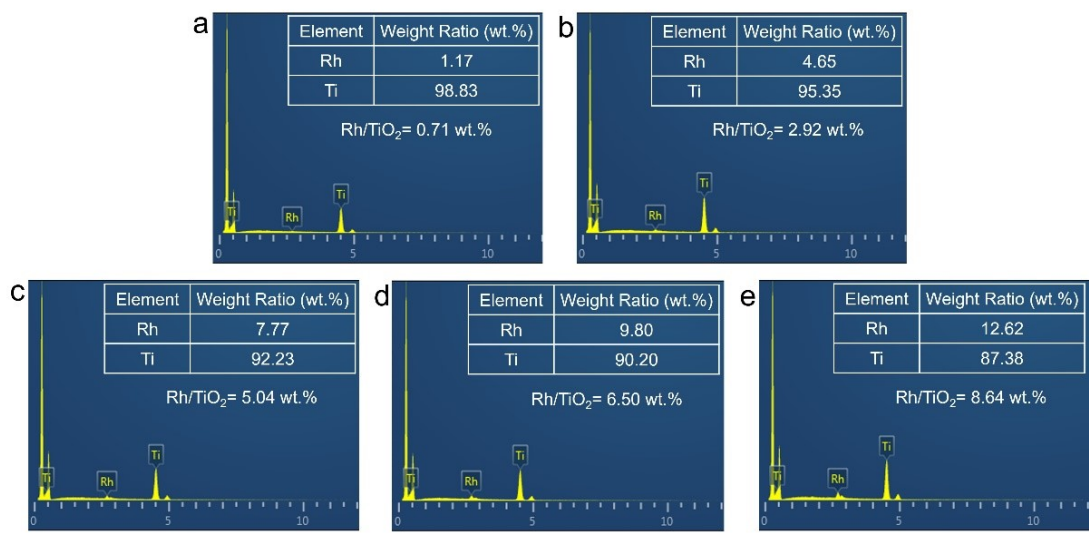 a
Element Weight Ratio (wt.%)
Rh 1.17
Ti 98.83
Rh/TiO₂= 0.71 wt.%
Ti Rh Ti
0 5 10
b
Element Weight Ratio (wt.%)
Rh 4.65
Ti 95.35
Rh/TiO₂= 2.92 wt.%
Ti Rh Ti
0 5 10
c
Element Weight Ratio (wt.%)
Rh 7.77
Ti 92.23
Rh/TiO₂= 5.04 wt.%
Ti Rh Ti
0 5 10
d
Element Weight Ratio (wt.%)
Rh 9.80
Ti 90.20
Rh/TiO₂= 6.50 wt.%
Ti Rh Ti
0 5 10
e
Element Weight Ratio (wt.%)
Rh 12.62
Ti 87.38
Rh/TiO₂= 8.64 wt.%
Ti Rh Ti
0 5 10